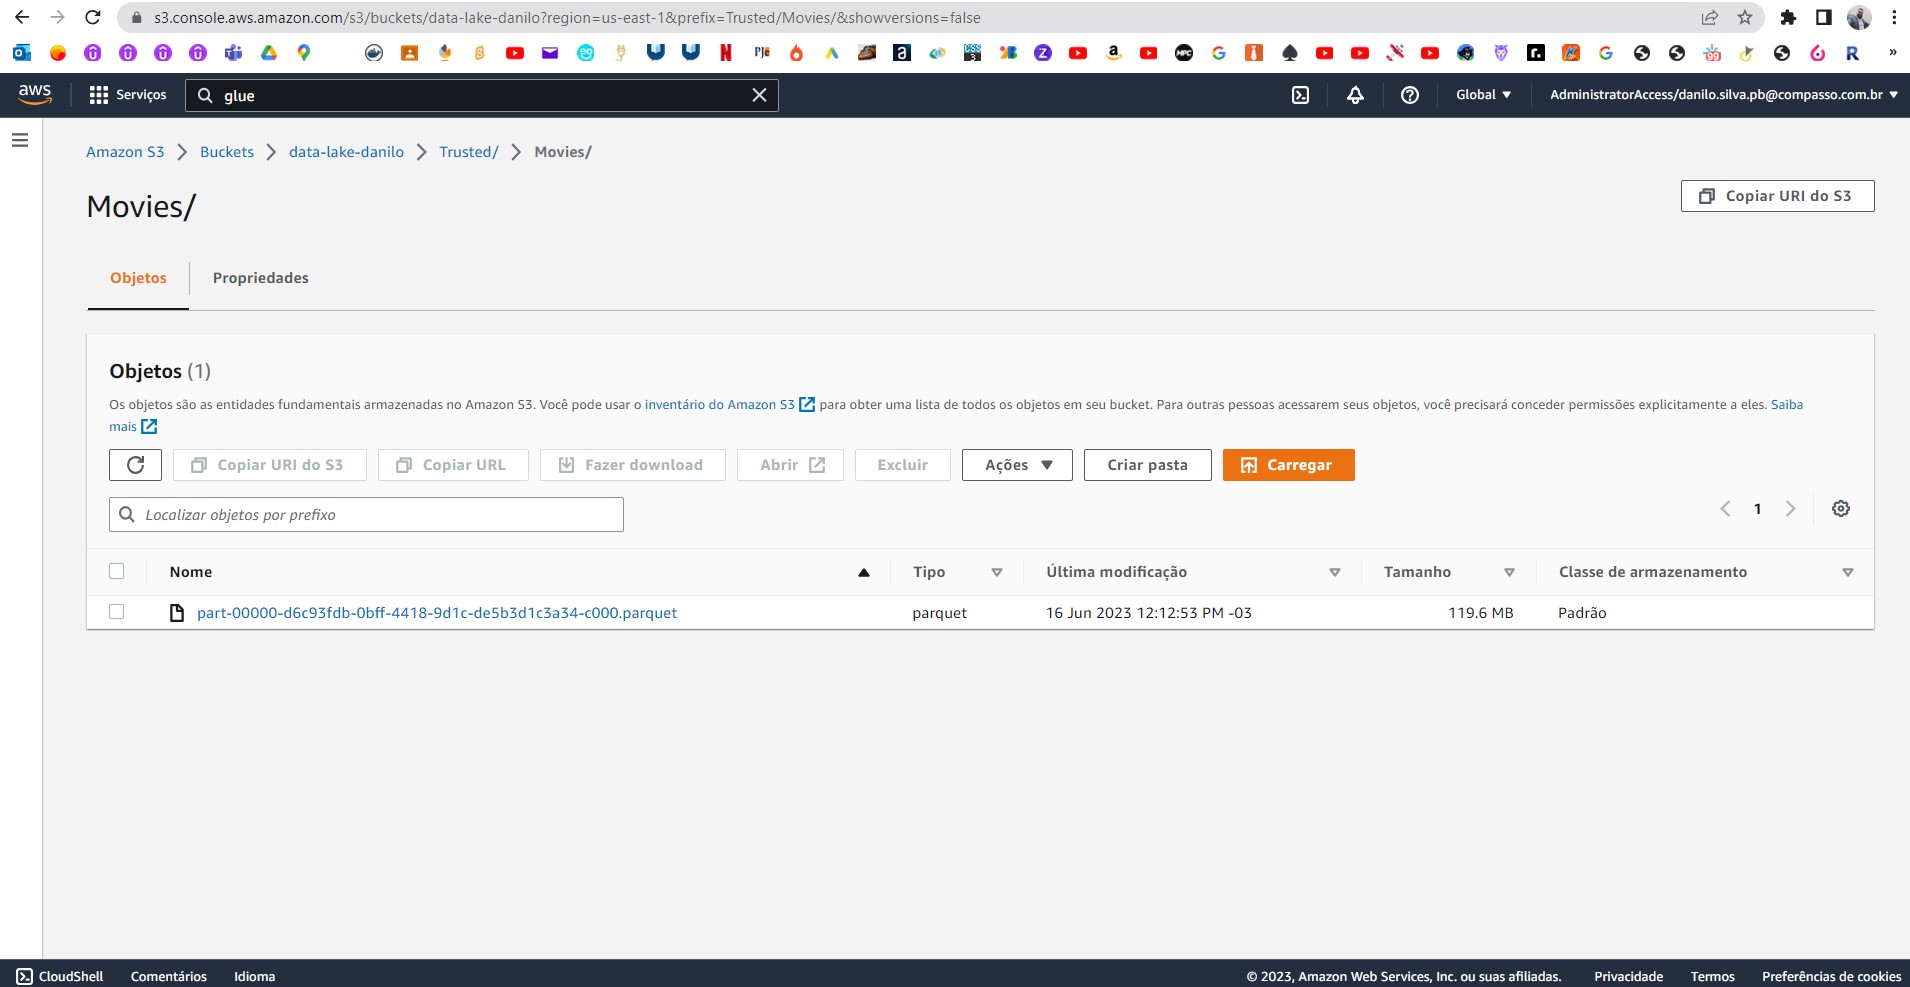 s3.console.aws.amazon.com/s3/buckets/data-lake-danilo?region=us-east-1&prefix=Trusted/Movies/&showversions=false
aws
Serviços
glue
Global
AdministratorAccess/danilo.silva.pb@compasso.com.br
Amazon S3
Buckets
data-lake-danilo
Trusted/
Movies/
Movies/
Copiar URI do S3
Objetos
Propriedades
Objetos (1)
Os objetos são as entidades fundamentais armazenadas no Amazon S3. Você pode usar o inventário do Amazon S3 para obter uma lista de todos os objetos em seu bucket. Para outras pessoas acessarem seus objetos, você precisará conceder permissões explicitamente a eles. Saiba
mais
Copiar URI do S3
Copiar URL
Fazer download
Abrir
Excluir
Ações
Criar pasta
Carregar
Localizar objetos por prefixo
1
Nome
Tipo
Última modificação
Tamanho
Classe de armazenamento
part-00000-d6c93fdb-0bff-4418-9d1c-de5b3d1c3a34-c000.parquet
parquet
16 Jun 2023 12:12:53 PM -03
119.6 MB
Padrão
CloudShell
Comentários
Idioma
© 2023, Amazon Web Services, Inc. ou suas afiliadas.
Privacidade
Termos
Preferências de cookies